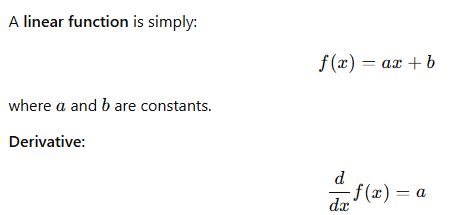 A linear function is simply:
f(x) = ax + b
where a and b are constants.
Derivative:
d/dx f(x) = a